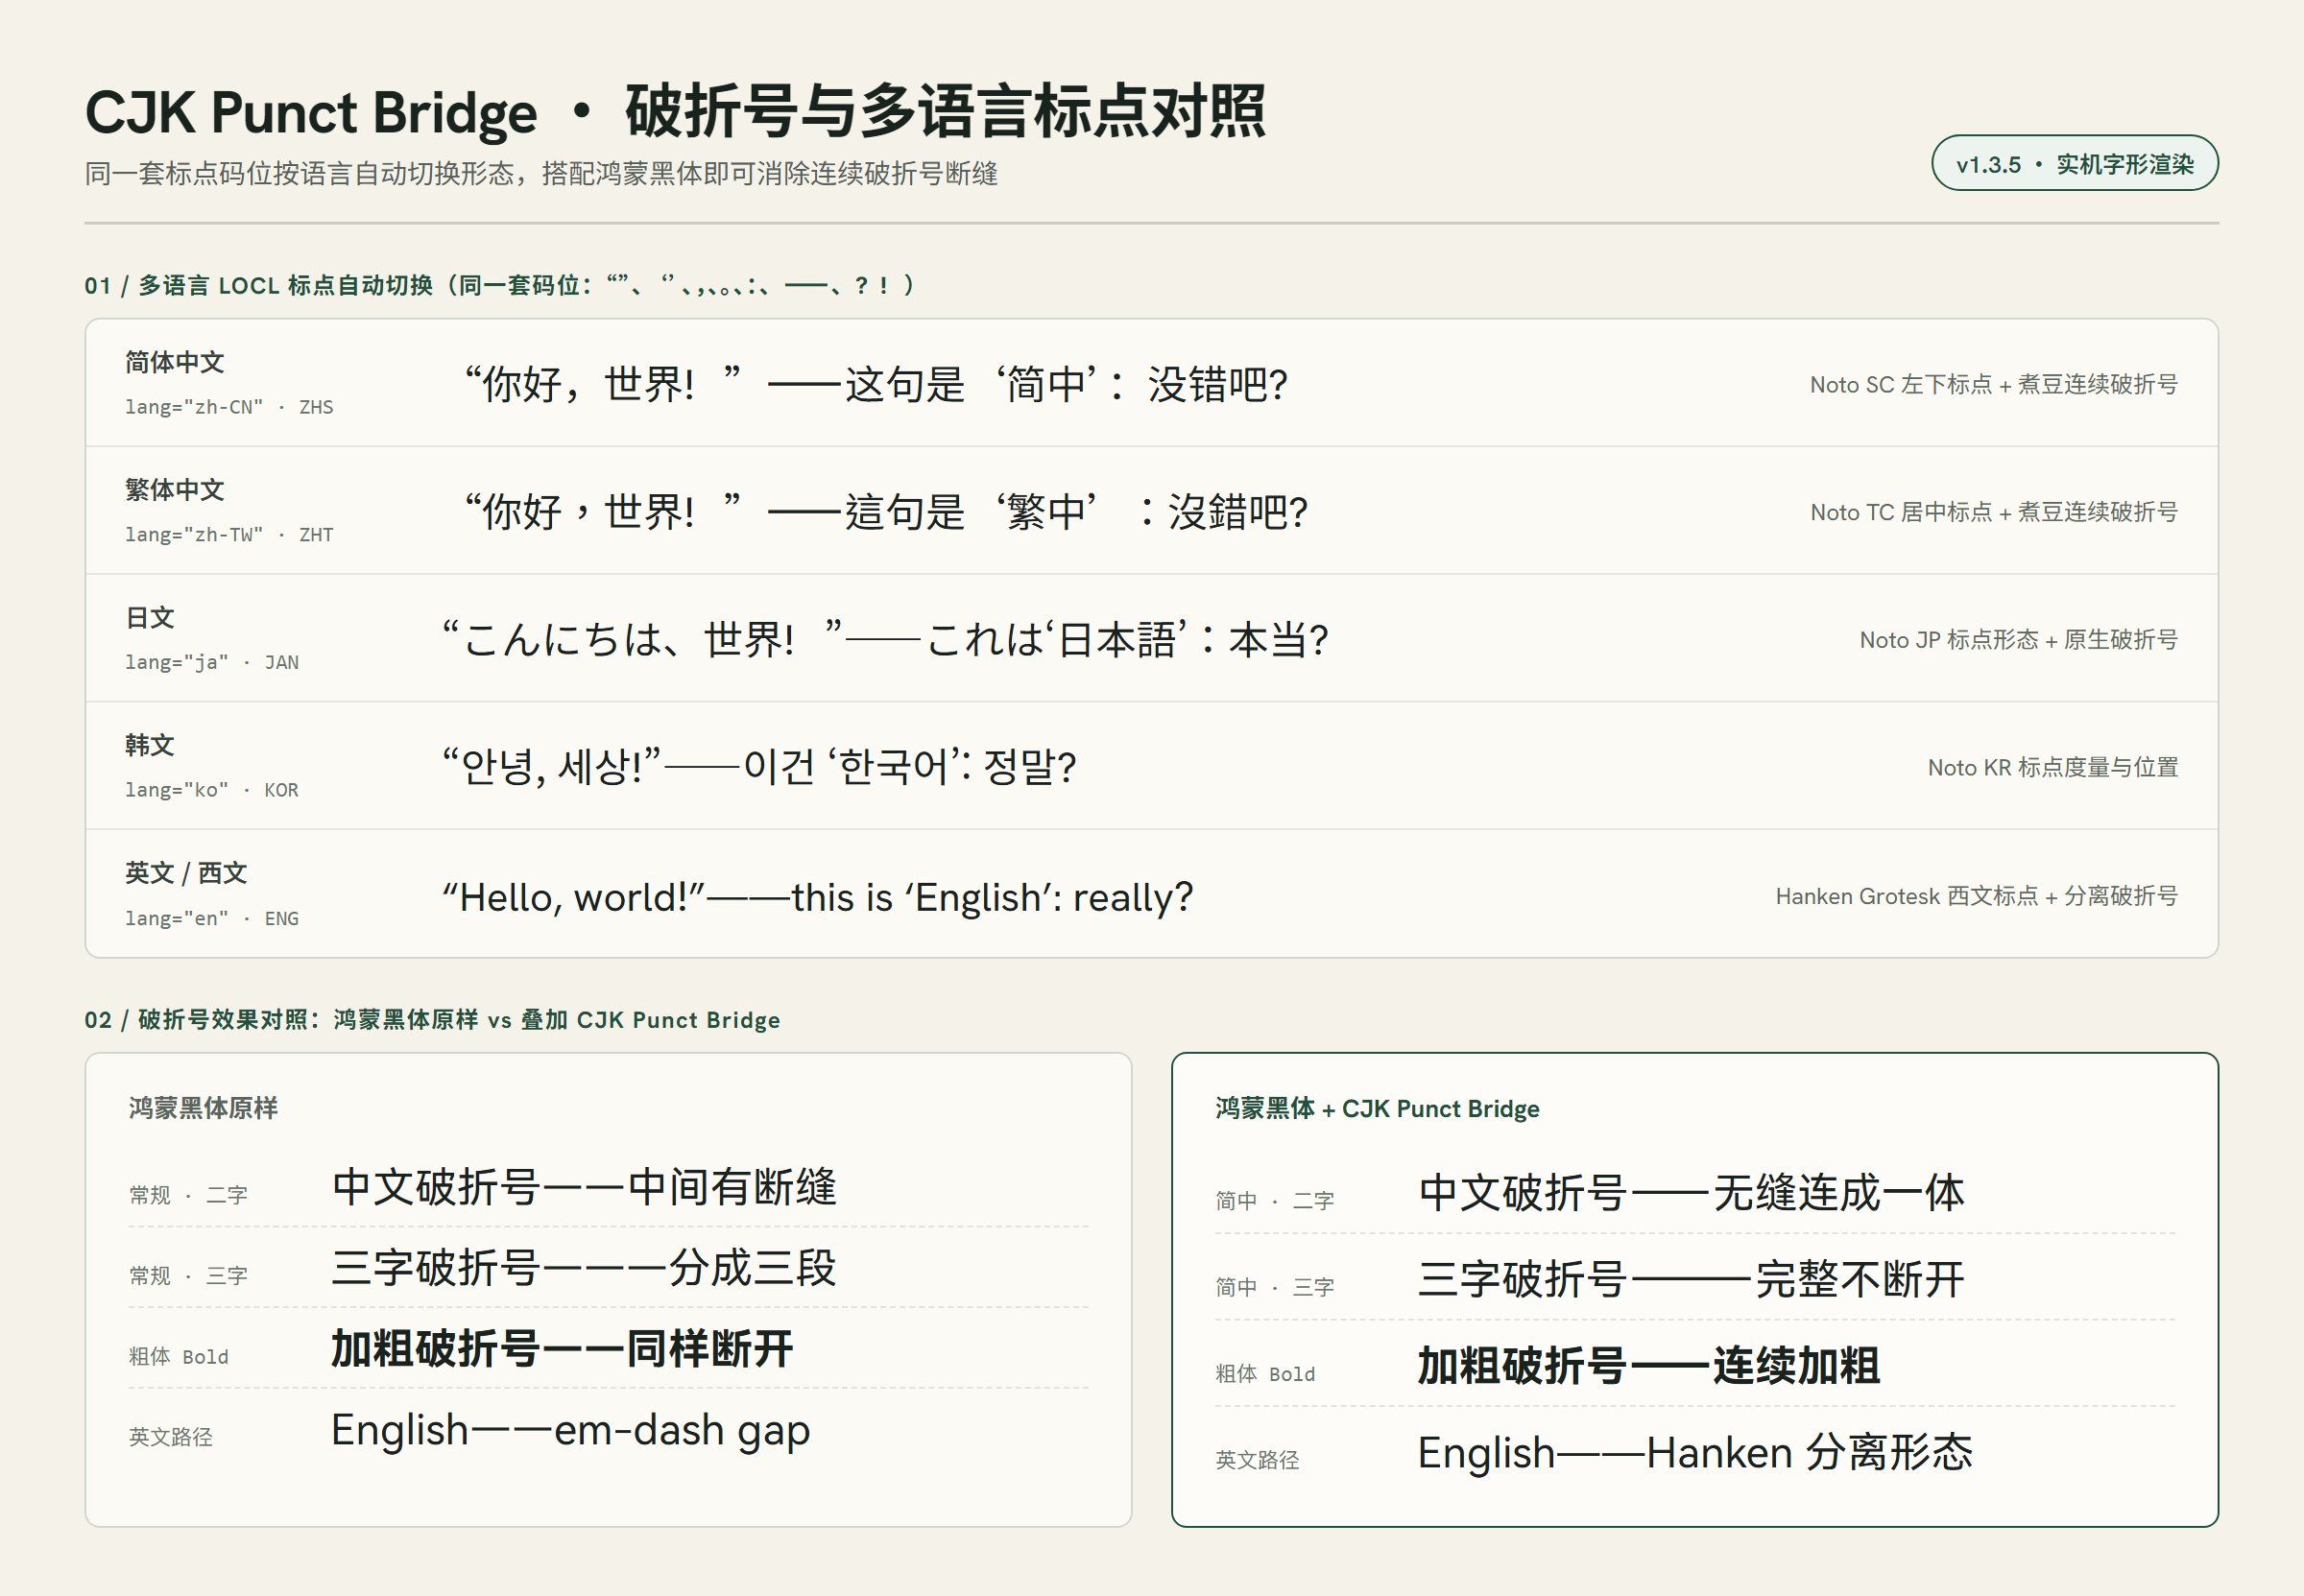 CJK Punct Bridge • 破折号与多语言标点对照
同一套标点码位按语言自动切换形态，搭配鸿蒙黑体即可消除连续破折号断缝
v1.3.5 • 实机字形渲染
01 / 多语言 LOCL 标点自动切换（同一套码位：“”、‘’、，、。、：、——、？！）
简体中文
lang="zh-CN" · ZHS
“你好，世界！”——这句是‘简中’：没错吧？
Noto SC 左下标点 + 煮豆连续破折号
繁体中文
lang="zh-TW" · ZHT
“你好，世界！”——這句是‘繁中’：沒錯吧？
Noto TC 居中标点 + 煮豆连续破折号
日文
lang="ja" · JAN
“こんにちは、世界！”——これは‘日本語’：本当？
Noto JP 标点形态 + 原生破折号
韩文
lang="ko" · KOR
“안녕, 세상!”——이건 ‘한국어’: 정말?
Noto KR 标点度量与位置
英文 / 西文
lang="en" · ENG
“Hello, world!”——this is ‘English’: really?
Hanken Grotesk 西文标点 + 分离破折号
02 / 破折号效果对照：鸿蒙黑体原样 vs 叠加 CJK Punct Bridge
鸿蒙黑体原样
常规 · 二字
中文破折号——中间有断缝
常规 · 三字
三字破折号———分成三段
粗体 Bold
加粗破折号——同样断开
英文路径
English——em-dash gap
鸿蒙黑体 + CJK Punct Bridge
简中 · 二字
中文破折号——无缝连成一体
简中 · 三字
三字破折号———完整不断开
粗体 Bold
加粗破折号——连续加粗
英文路径
English——Hanken 分离形态